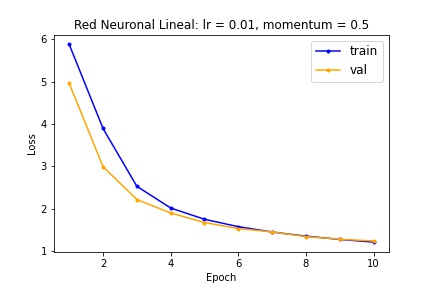 Red Neuronal Lineal: lr = 0.01, momentum = 0.5
train
val
Loss
6
5
4
3
2
1
2 4 6 8 10
Epoch